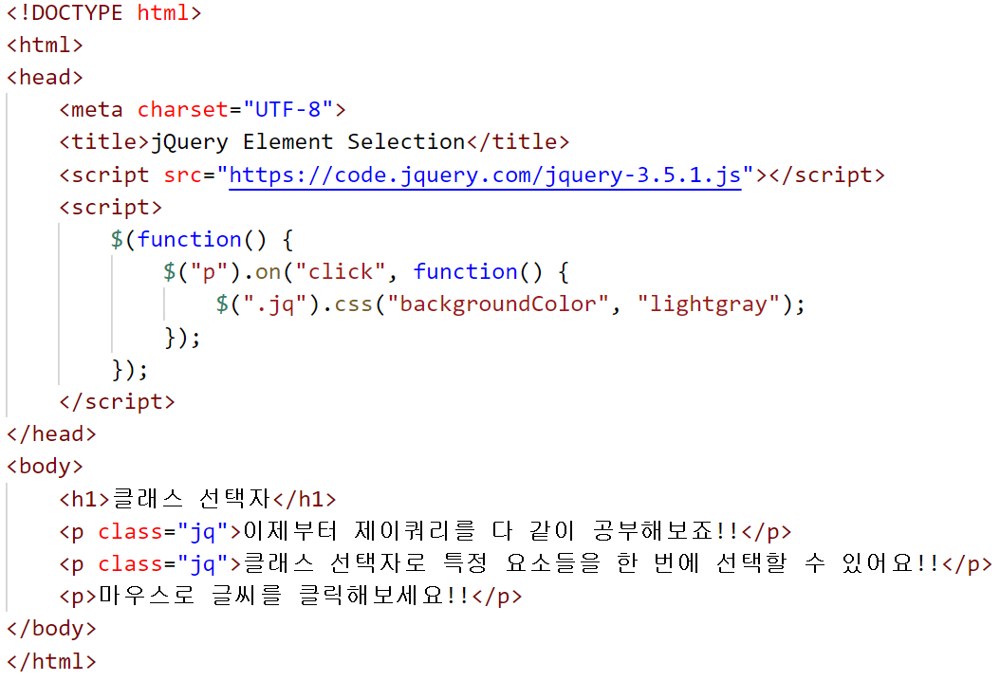 <!DOCTYPE html>
<html>
<head>
    <meta charset="UTF-8">
    <title>jQuery Element Selection</title>
    <script src="https://code.jquery.com/jquery-3.5.1.js"></script>
    <script>
        $(function() {
            $("p").on("click", function() {
                $(".jq").css("backgroundColor", "lightgray");
            });
        });
    </script>
</head>
<body>
    <h1>클래스 선택자</h1>
    <p class="jq">이제부터 제이쿼리를 다 같이 공부해보죠!!</p>
    <p class="jq">클래스 선택자로 특정 요소들을 한 번에 선택할 수 있어요!!</p>
    <p>마우스로 글씨를 클릭해보세요!!</p>
</body>
</html>